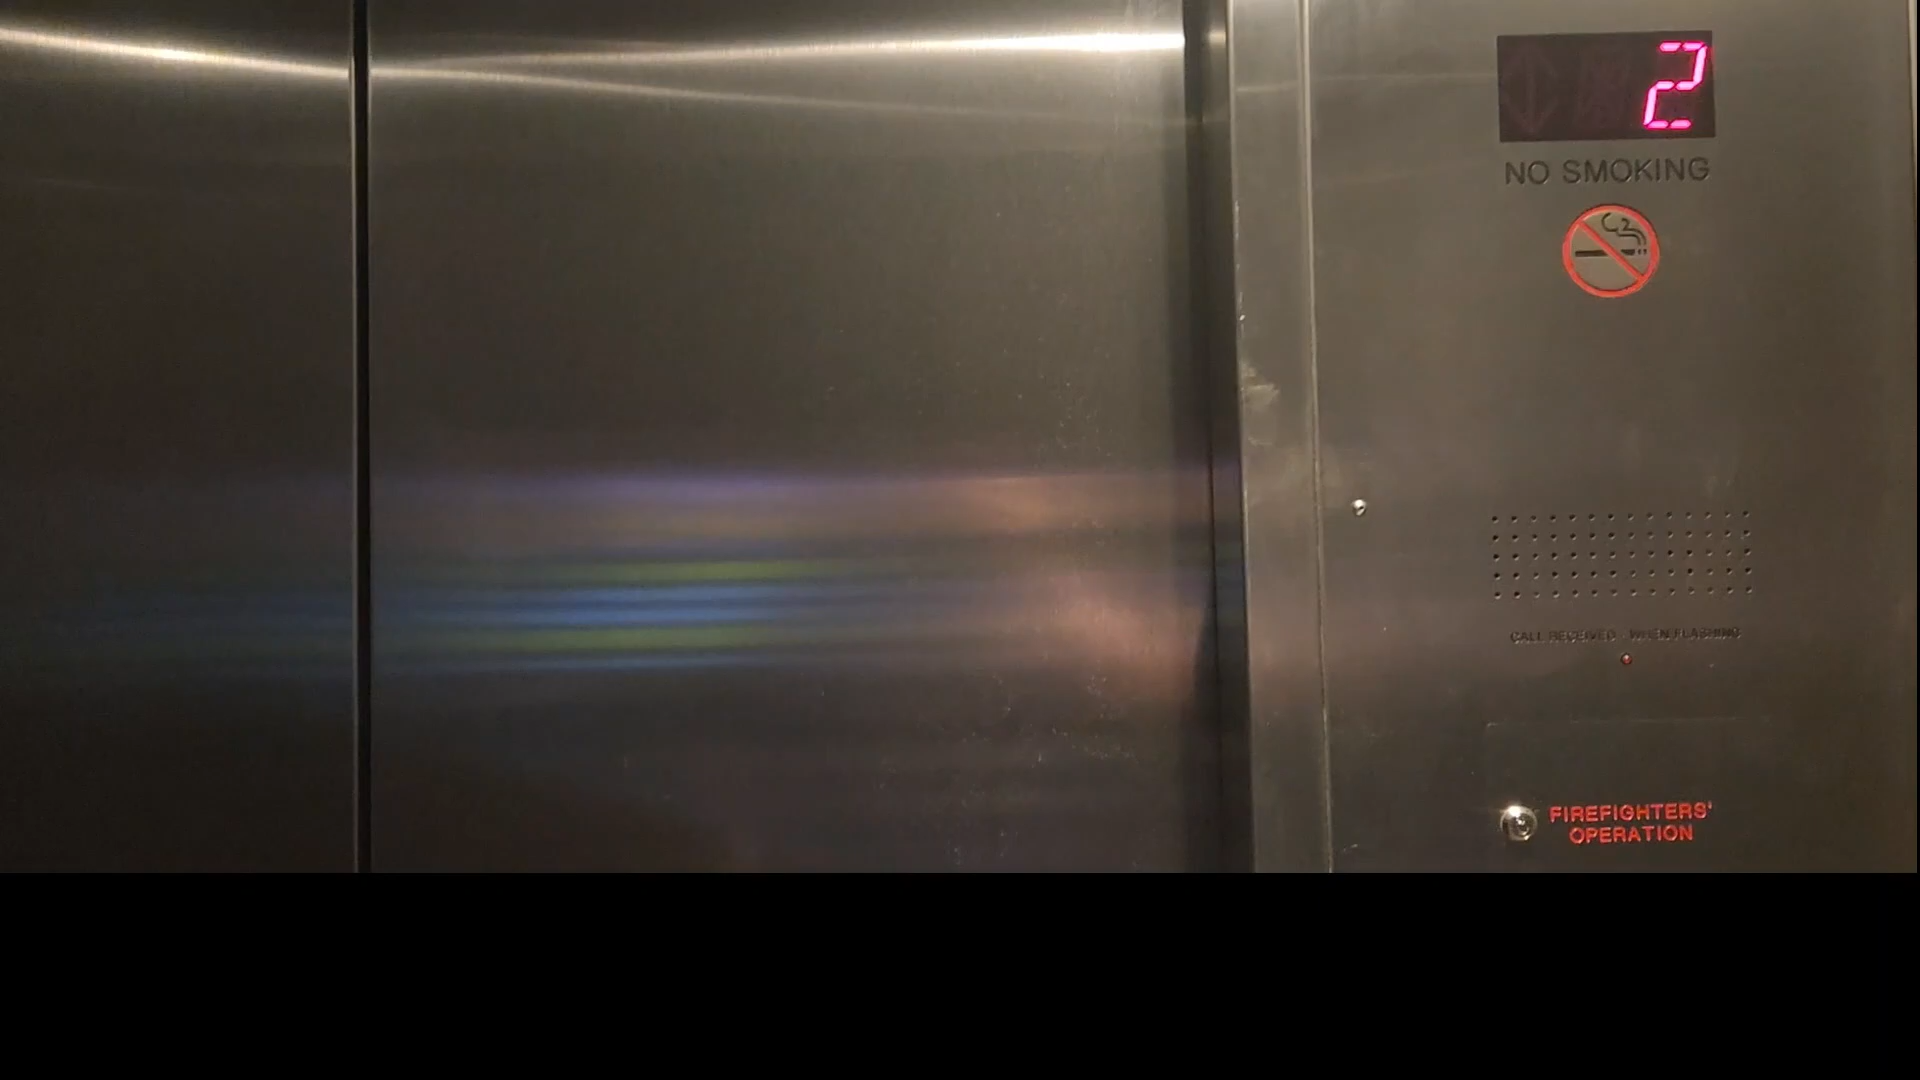 2
NO SMOKING
CALL RECEIVED - WHEN FLASHING
FIREFIGHTERS'
OPERATION